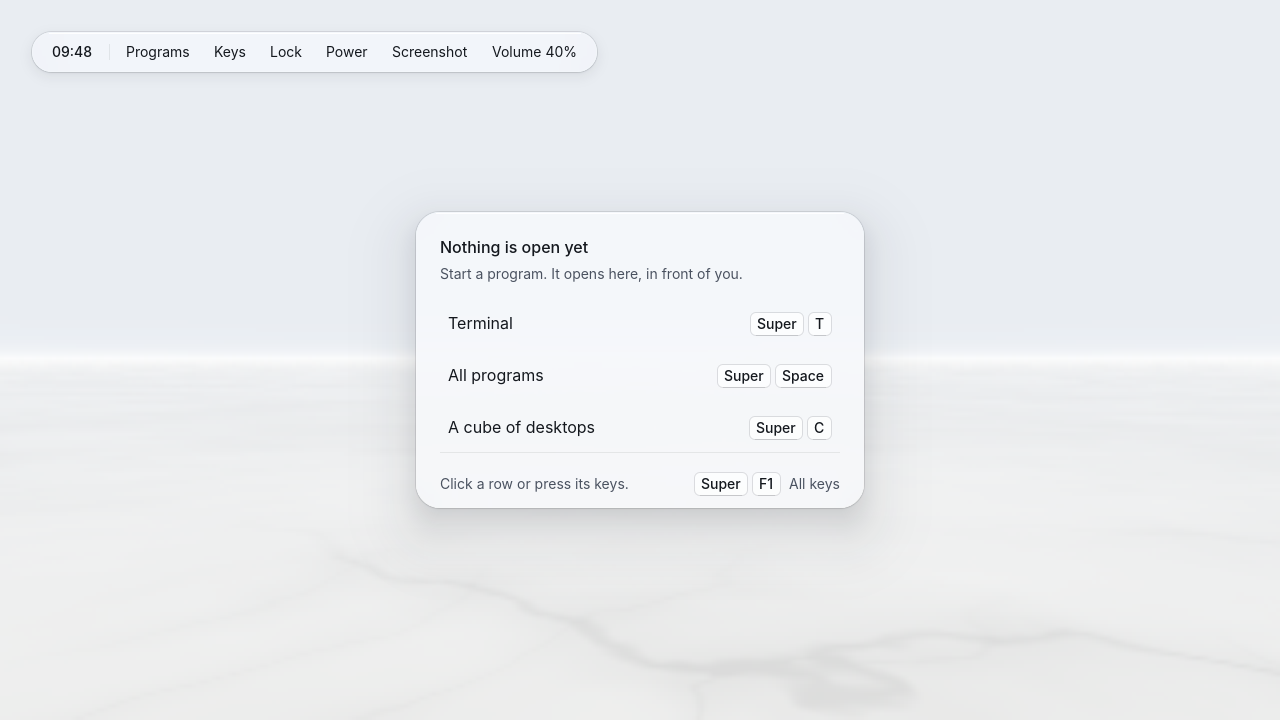 09:48 Programs Keys Lock Power Screenshot Volume 40%
Nothing is open yet
Start a program. It opens here, in front of you.
Terminal Super T
All programs Super Space
A cube of desktops Super C
Click a row or press its keys. Super F1 All keys